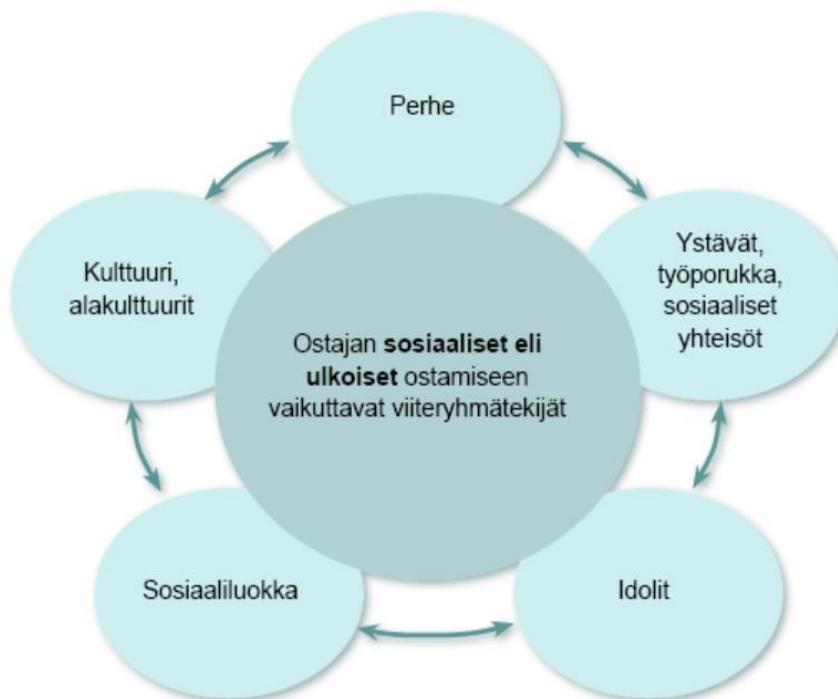 Perhe
Kulttuuri,
alakulttuurit
Ystävät,
työporukka,
sosiaaliset
yhteisöt
Ostajan sosiaaliset eli
ulkoiset ostamiseen
vaikuttavat viiteryhmätekijät
Sosiaaliluokka
Idolit